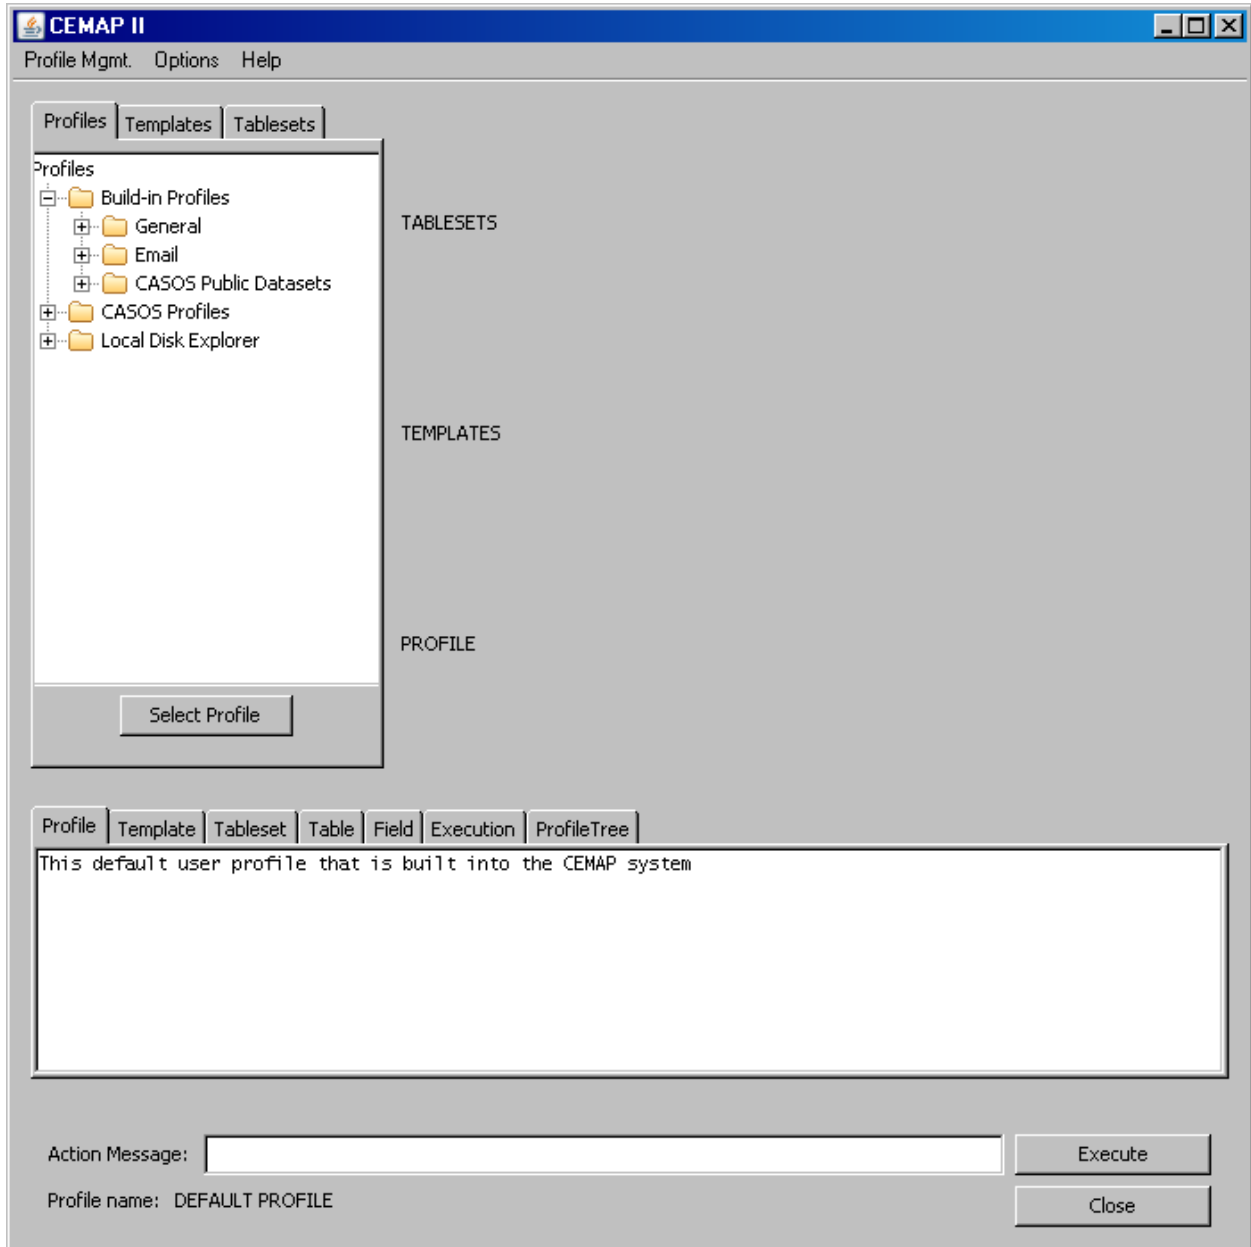 CEMAP II
Profile Mgmt. Options Help
Profiles Templates Tablesets
Profiles
Build-in Profiles
General
Email
CASOS Public Datasets
CASOS Profiles
Local Disk Explorer
TABLESETS
TEMPLATES
PROFILE
Select Profile
Profile Template Tableset Table Field Execution ProfileTree
This default user profile that is built into the CEMAP system
Action Message:
Execute
Profile name: DEFAULT PROFILE
Close